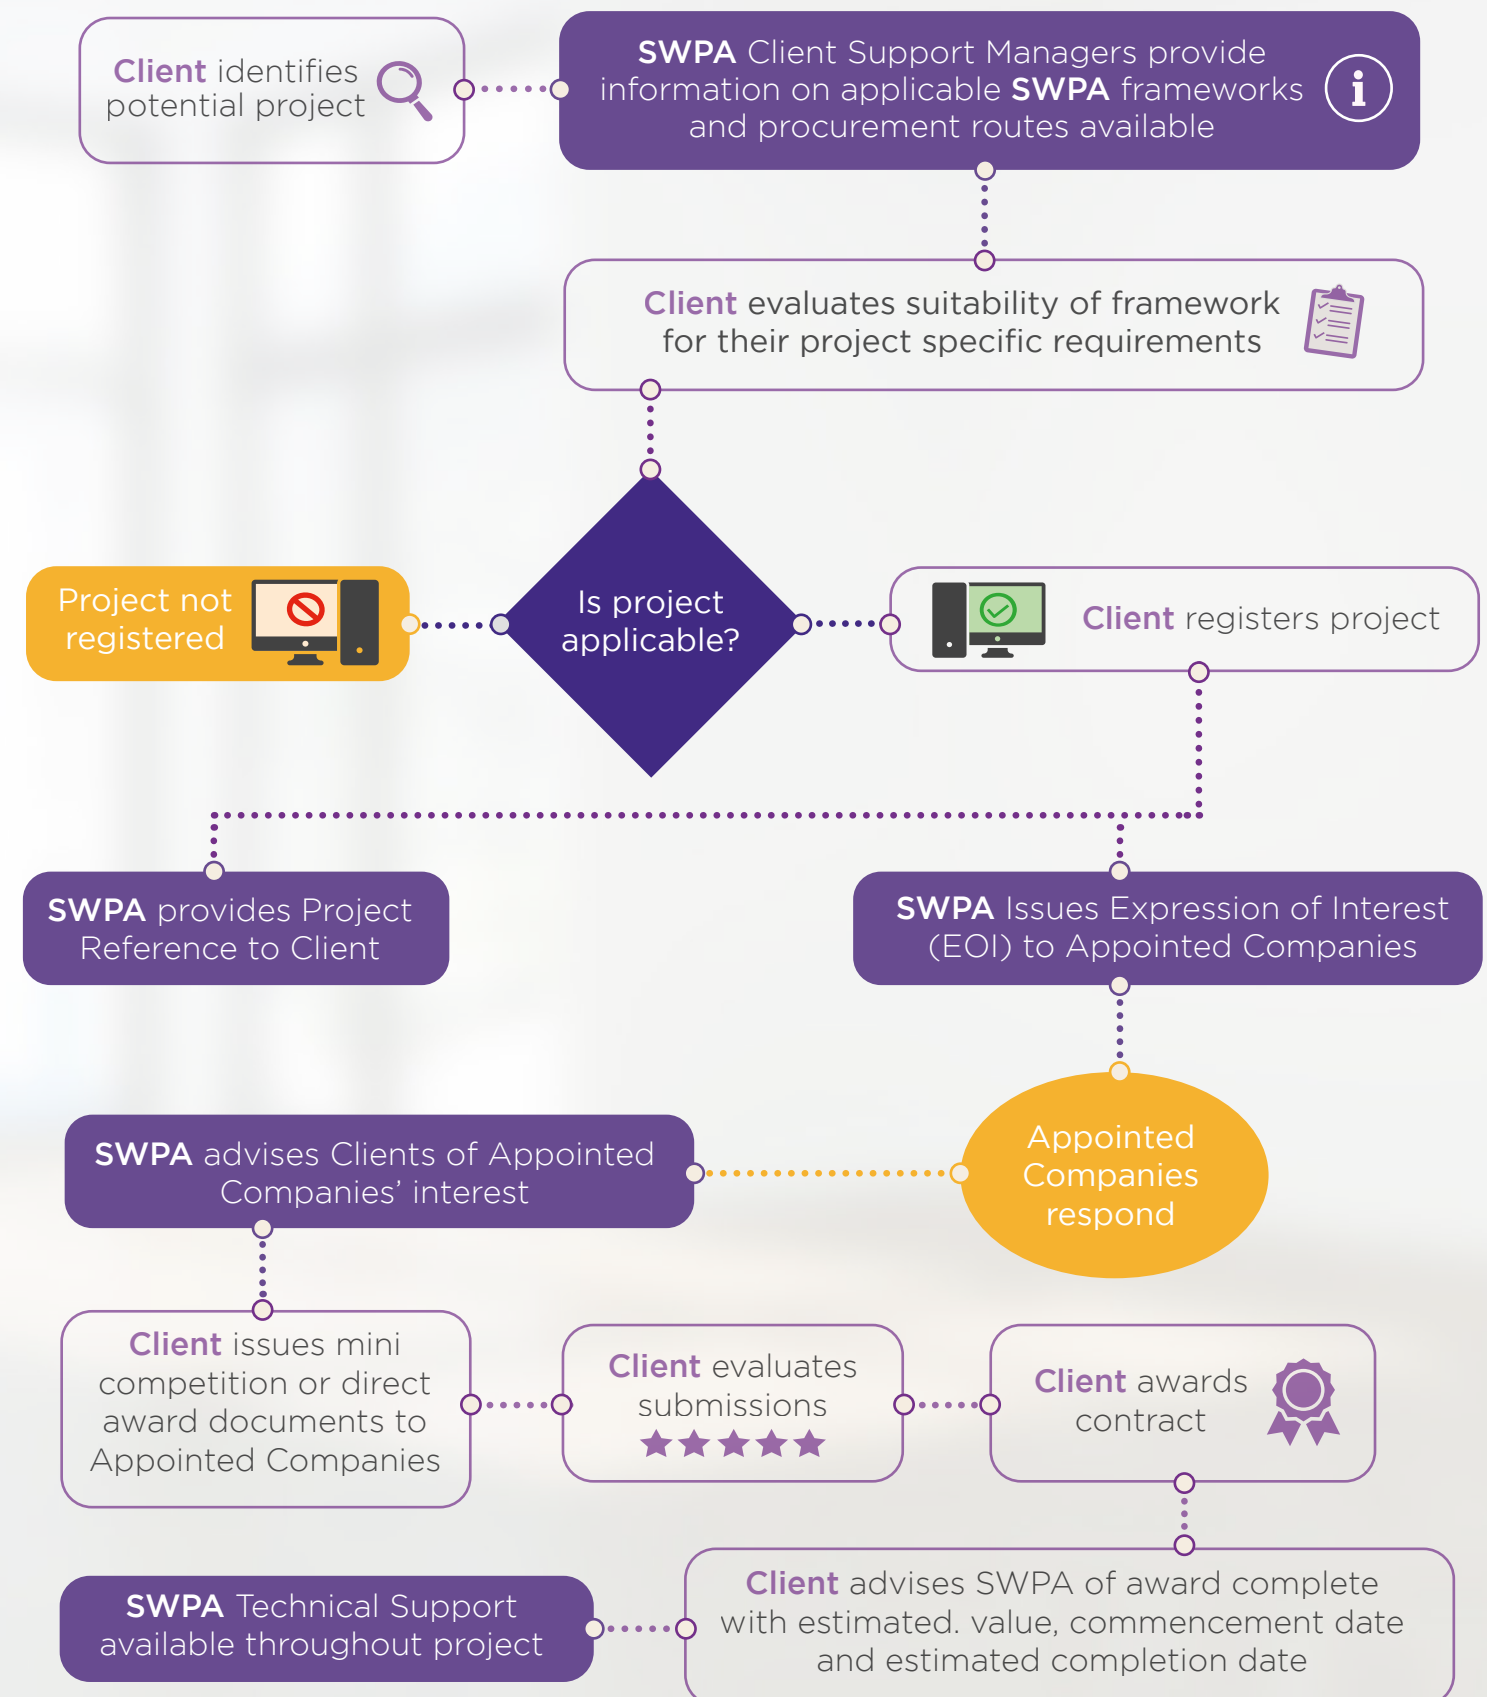 Client identifies
potential project
SWPA Client Support Managers provide
information on applicable SWPA frameworks
and procurement routes available
i
Client evaluates suitability of framework
for their project specific requirements
Is project
applicable?
Project not
registered
Client registers project
SWPA provides Project
Reference to Client
SWPA Issues Expression of Interest
(EOI) to Appointed Companies
Appointed
Companies
respond
SWPA advises Clients of Appointed
Companies’ interest
Client issues mini
competition or direct
award documents to
Appointed Companies
Client evaluates
submissions
Client awards
contract
Client advises SWPA of award complete
with estimated. value, commencement date
and estimated completion date
SWPA Technical Support
available throughout project